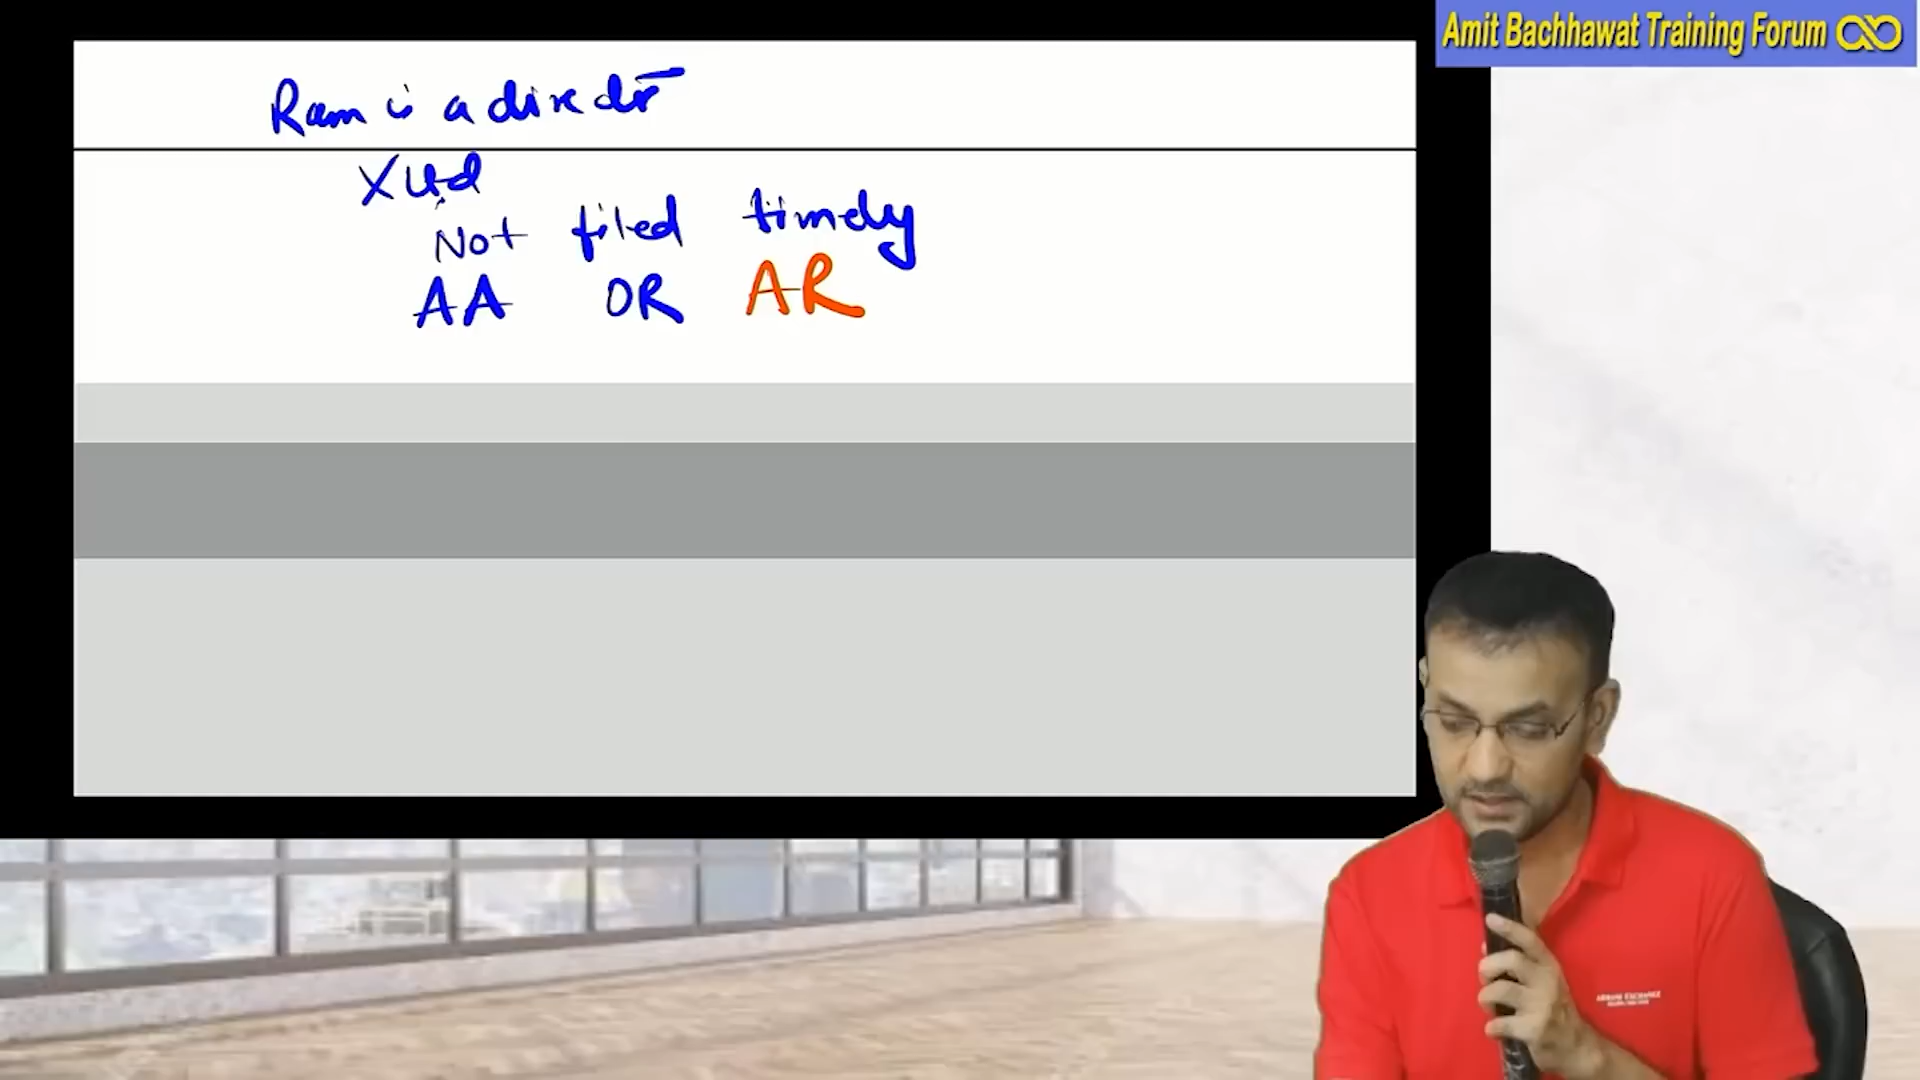 Amit Bachhawat Training Forum
Ram is a director
X Ltd
Not filed timely
AA OR AR